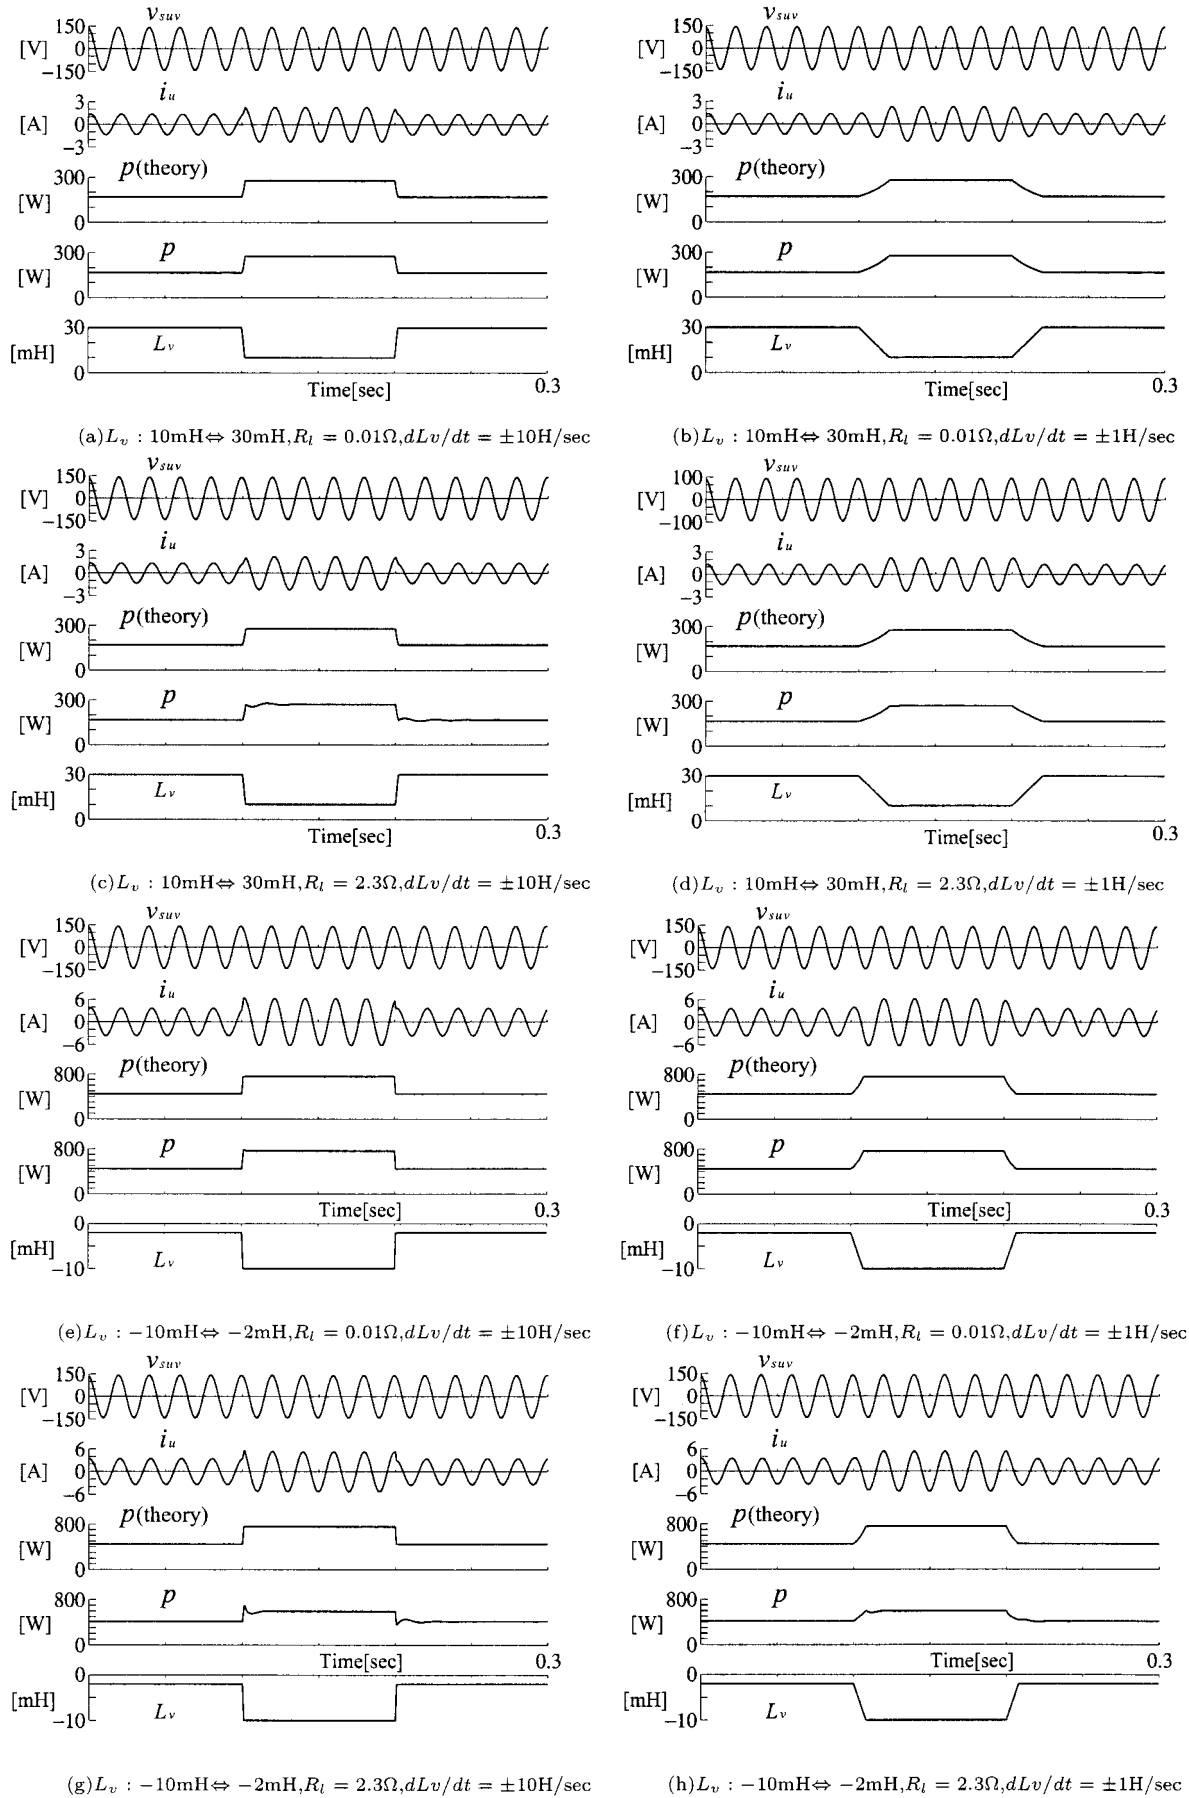 150 v_suv
[V] 0
−150
3 i_u
[A] 0
−3
300 p(theory)
[W]
0
300 p
[W]
0
30
[mH] L_v
0
Time[sec] 0.3
(a)L_v : 10mH⇔ 30mH,R_l = 0.01Ω,dLv/dt = ±10H/sec
150 v_suv
[V] 0
−150
3 i_u
[A] 0
−3
300 p(theory)
[W]
0
300 p
[W]
0
30
[mH] L_v
0
Time[sec] 0.3
(b)L_v : 10mH⇔ 30mH,R_l = 0.01Ω,dLv/dt = ±1H/sec
150 v_suv
[V] 0
−150
3 i_u
[A] 0
−3
300 p(theory)
[W]
0
300 p
[W]
0
30
[mH] L_v
0
Time[sec] 0.3
(c)L_v : 10mH⇔ 30mH,R_l = 2.3Ω,dLv/dt = ±10H/sec
100 v_suv
[V] 0
−100
3 i_u
[A] 0
−3
300 p(theory)
[W]
0
300 p
[W]
0
30
[mH] L_v
0
Time[sec] 0.3
(d)L_v : 10mH⇔ 30mH,R_l = 2.3Ω,dLv/dt = ±1H/sec
150 v_suv
[V] 0
−150
6 i_u
[A] 0
−6
800 p(theory)
[W]
0
800 p
[W]
0
Time[sec] 0.3
0
[mH] L_v
−10
(e)L_v : −10mH⇔ −2mH,R_l = 0.01Ω,dLv/dt = ±10H/sec
150 v_suv
[V] 0
−150
6 i_u
[A] 0
−6
800 p(theory)
[W]
0
800 p
[W]
0
Time[sec] 0.3
0
[mH] L_v
−10
(f)L_v : −10mH⇔ −2mH,R_l = 0.01Ω,dLv/dt = ±1H/sec
150 v_suv
[V] 0
−150
6 i_u
[A] 0
−6
800 p(theory)
[W]
0
800 p
[W]
0
Time[sec] 0.3
0
[mH] L_v
−10
(g)L_v : −10mH⇔ −2mH,R_l = 2.3Ω,dLv/dt = ±10H/sec
150 v_suv
[V] 0
−150
6 i_u
[A] 0
−6
800 p(theory)
[W]
0
800 p
[W]
0
Time[sec] 0.3
0
[mH] L_v
−10
(h)L_v : −10mH⇔ −2mH,R_l = 2.3Ω,dLv/dt = ±1H/sec